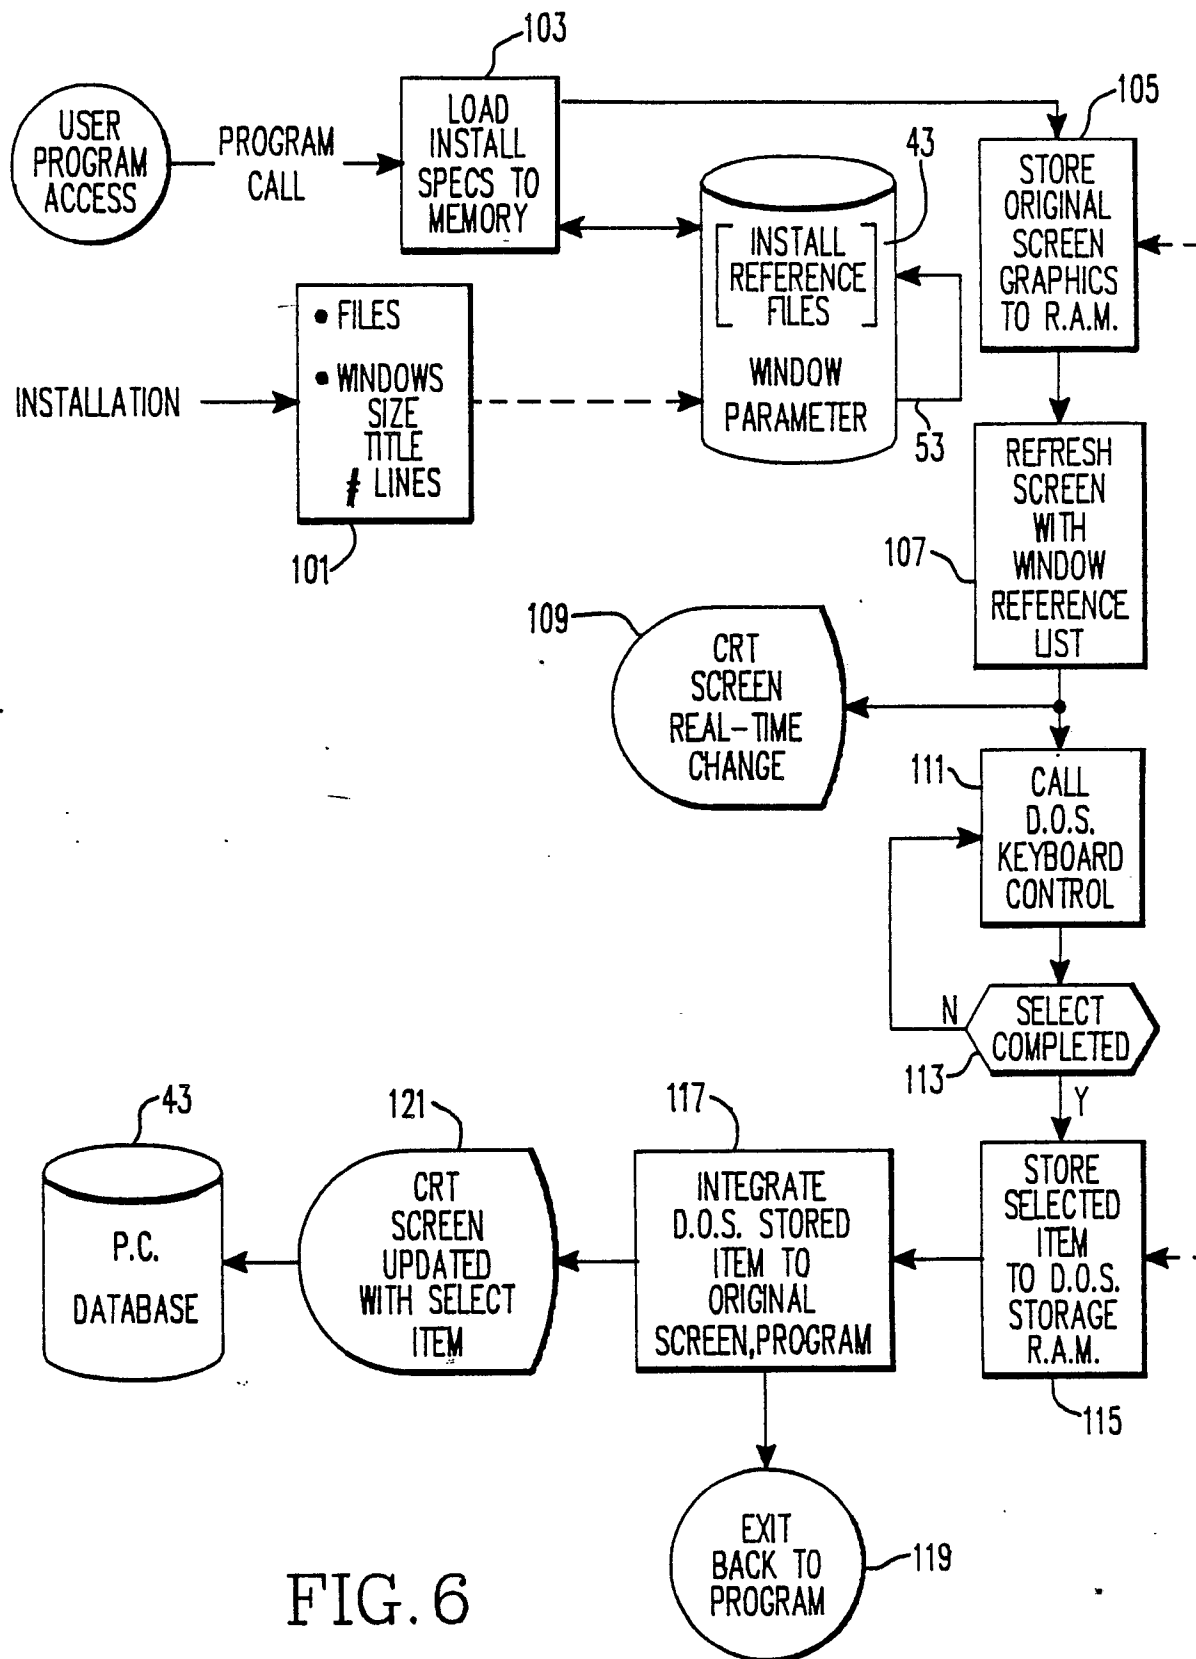 103
USER
PROGRAM
ACCESS
PROGRAM
CALL
LOAD
INSTALL
SPECS TO
MEMORY
105
STORE
ORIGINAL
SCREEN
GRAPHICS
TO R.A.M.
43
[INSTALL
REFERENCE
FILES]
WINDOW
PARAMETER
53
INSTALLATION
• FILES
• WINDOWS
SIZE
TITLE
# LINES
101
107
REFRESH
SCREEN
WITH
WINDOW
REFERENCE
LIST
109
CRT
SCREEN
REAL-TIME
CHANGE
111
CALL
D.O.S.
KEYBOARD
CONTROL
N
SELECT
COMPLETED
113
Y
43
P.C.
DATABASE
121
CRT
SCREEN
UPDATED
WITH SELECT
ITEM
117
INTEGRATE
D.O.S. STORED
ITEM TO
ORIGINAL
SCREEN,PROGRAM
STORE
SELECTED
ITEM
TO D.O.S.
STORAGE
R.A.M.
115
EXIT
BACK TO
PROGRAM
119
FIG. 6